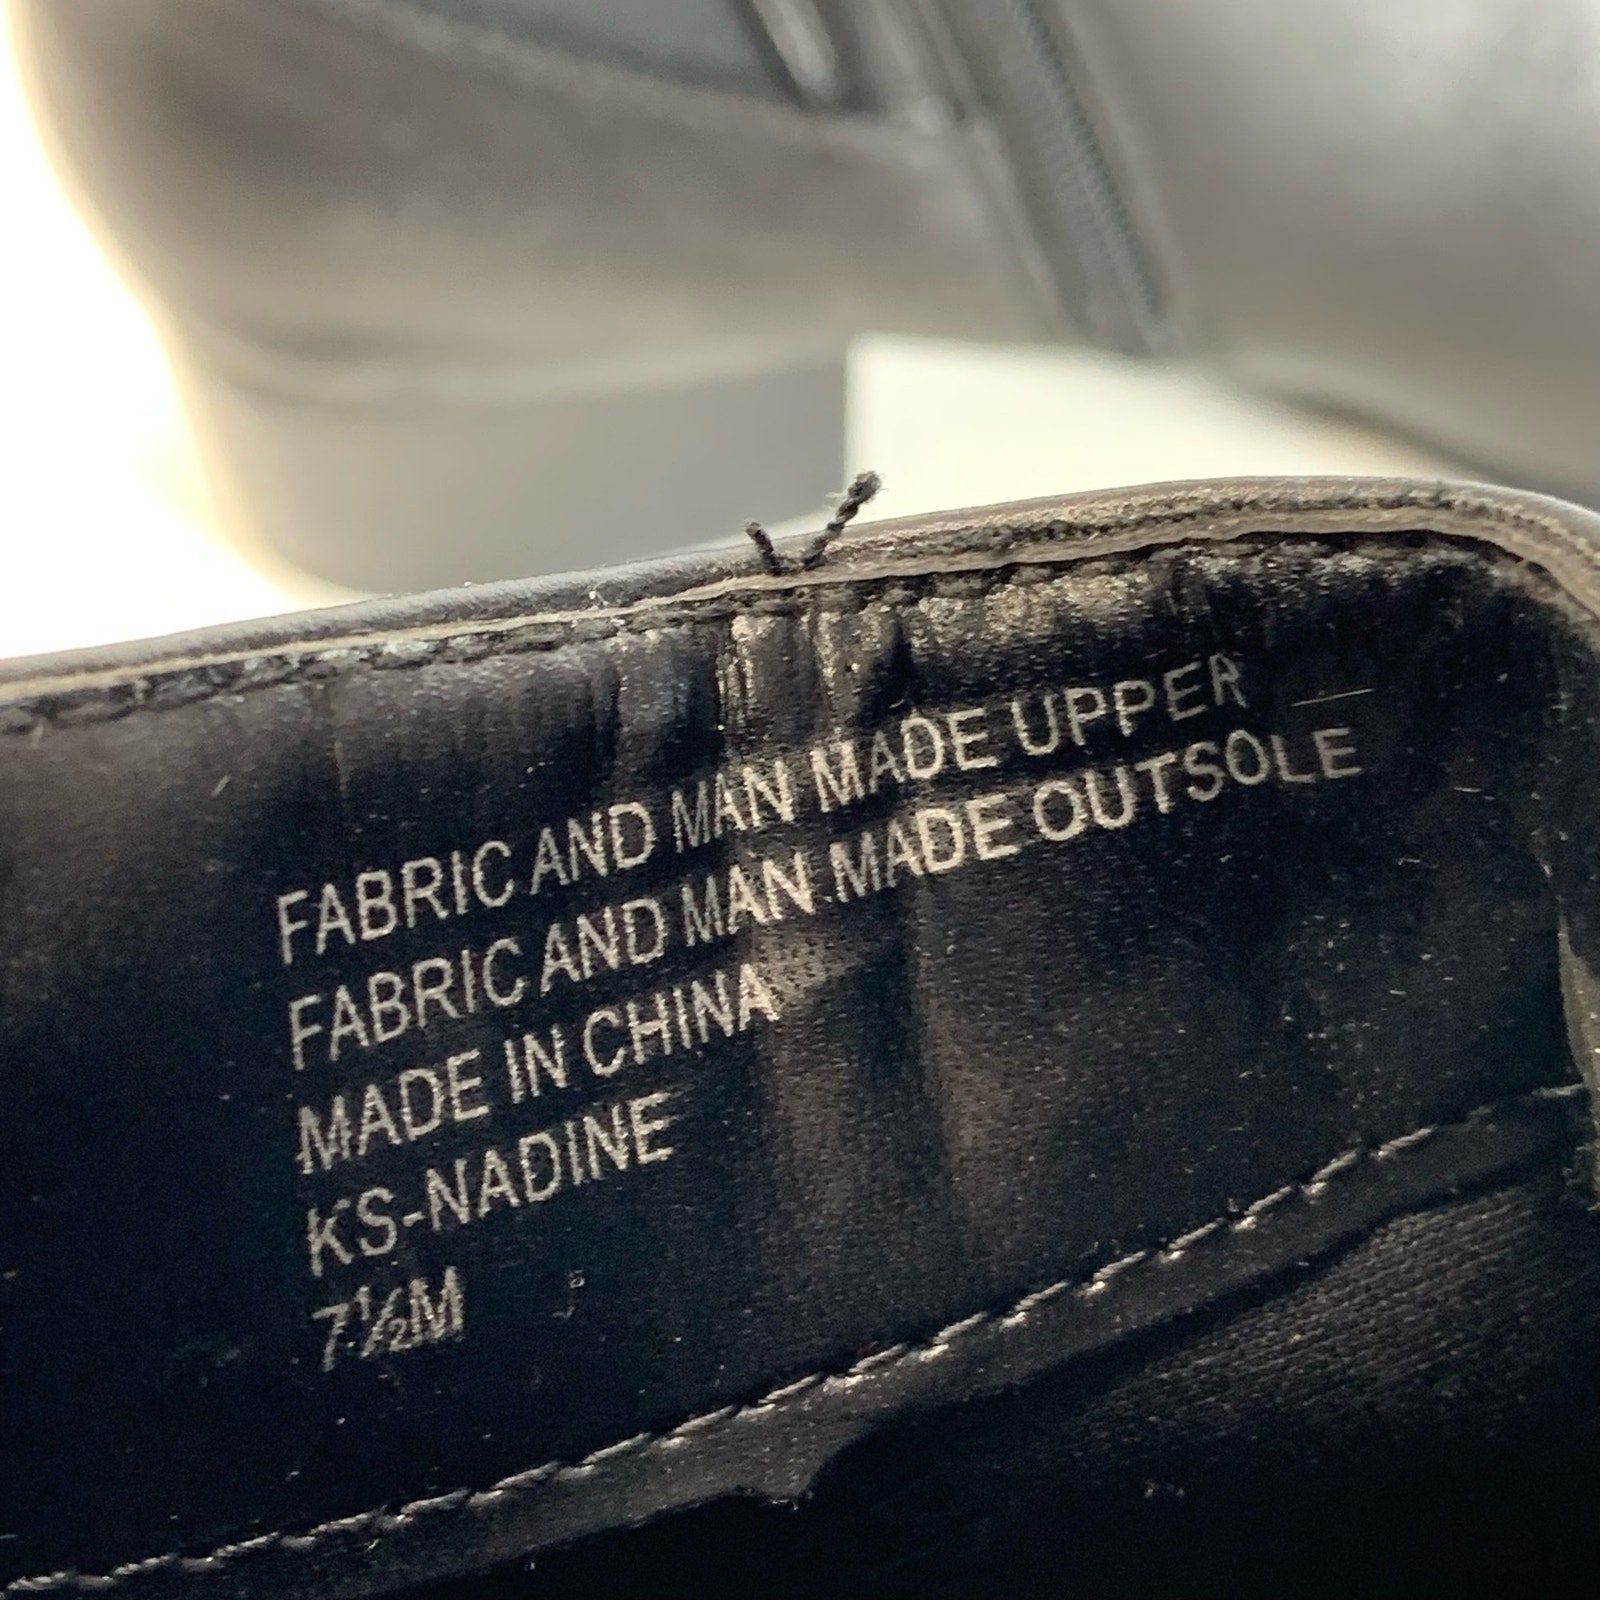 FABRIC AND MAN MADE UPPER
FABRIC AND MAN MADE OUTSOLE
MADE IN CHINA
KS-NADINE
7½M